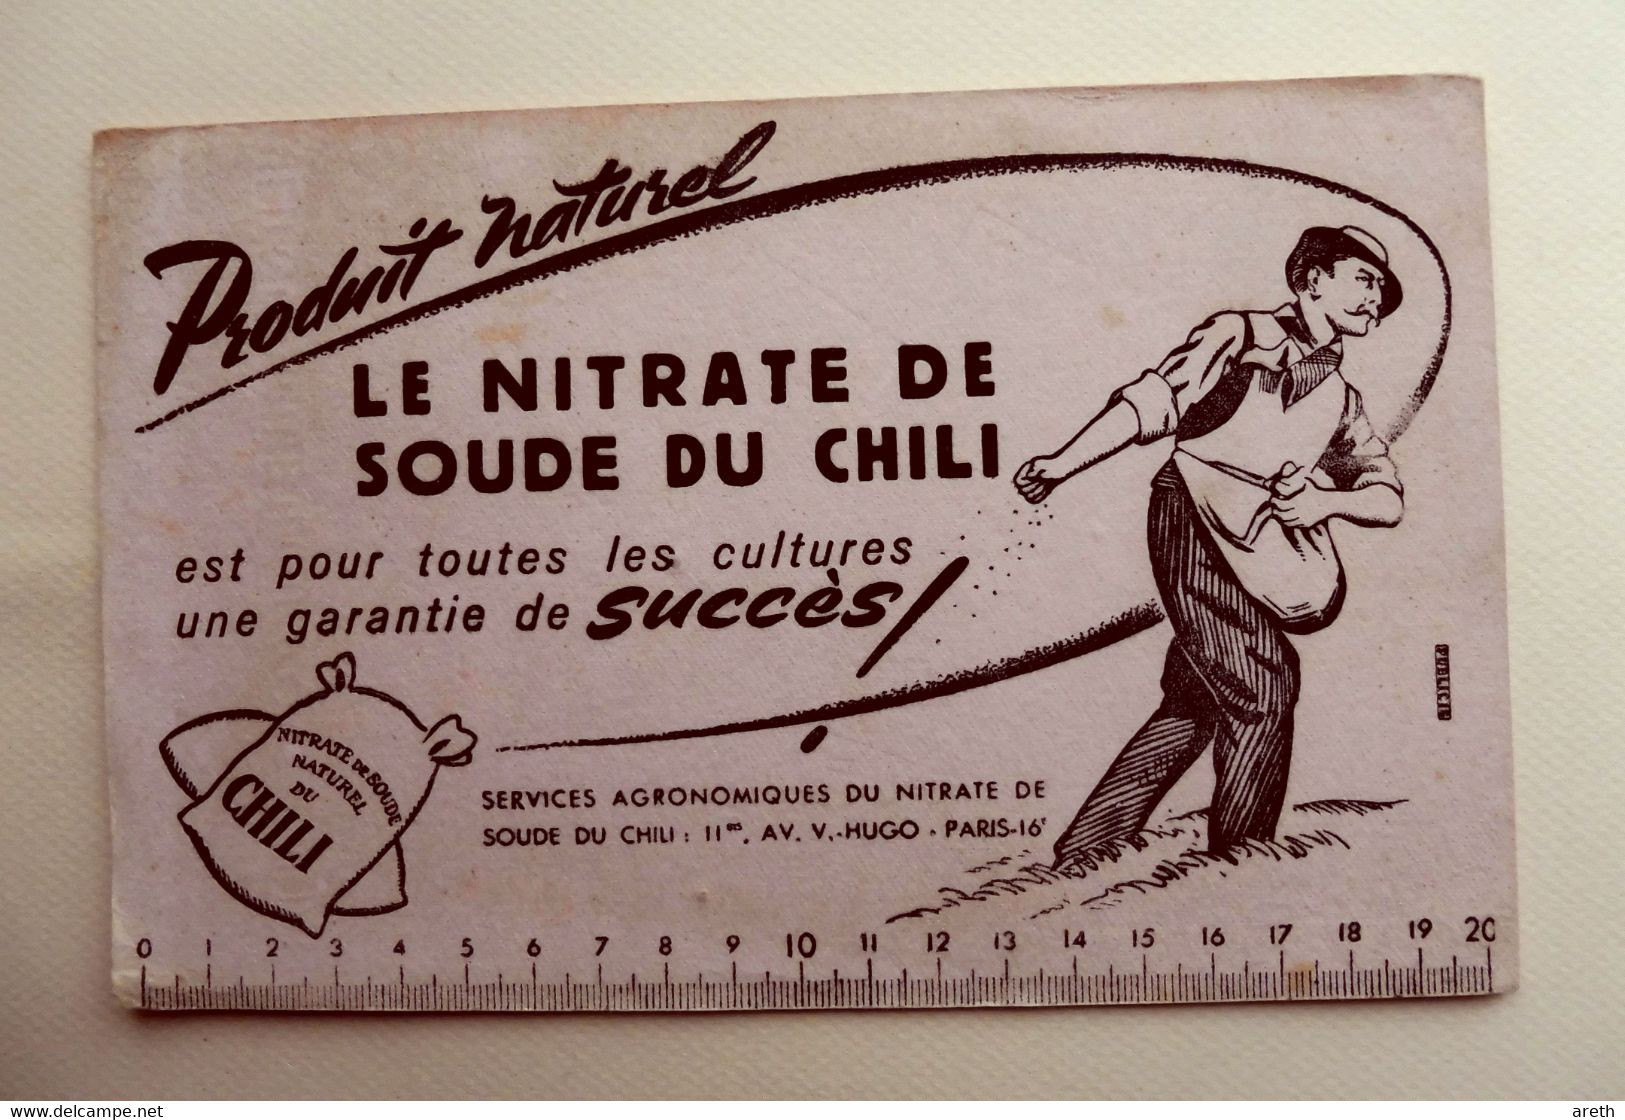 Produit naturel
LE NITRATE DE
SOUDE DU CHILI
est pour toutes les cultures
une garantie de succès !
NITRATE DE SOUDE
NATUREL
DU
CHILI
SERVICES AGRONOMIQUES DU NITRATE DE
SOUDE DU CHILI : 11bis, AV. V.-HUGO - PARIS-16e
0 1 2 3 4 5 6 7 8 9 10 11 12 13 14 15 16 17 18 19 20
www.delcampe.net
areth